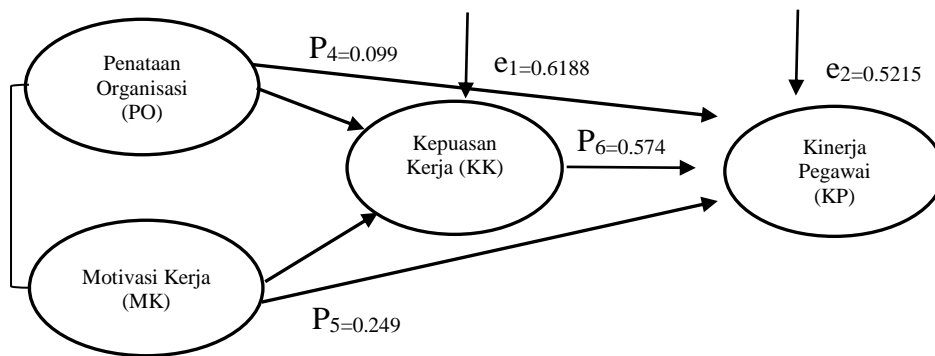 P4=0.099
Penataan
Organisasi
(PO)
e1=0.6188
e2=0.5215
Kepuasan
Kerja (KK)
P6=0.574
Kinerja
Pegawai
(KP)
Motivasi Kerja
(MK)
P5=0.249